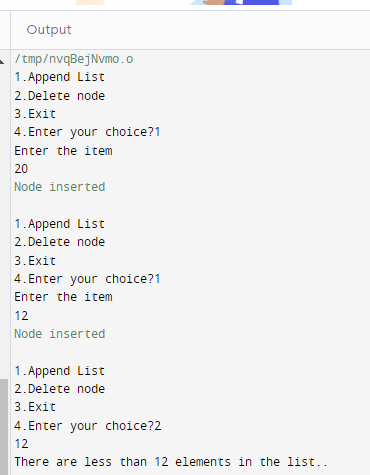 Output
/tmp/nvqBejNvmo.o
1.Append List
2.Delete node
3.Exit
4.Enter your choice?1
Enter the item
20
Node inserted
1.Append List
2.Delete node
3.Exit
4.Enter your choice?1
Enter the item
12
Node inserted
1.Append List
2.Delete node
3.Exit
4.Enter your choice?2
12
There are less than 12 elements in the list..